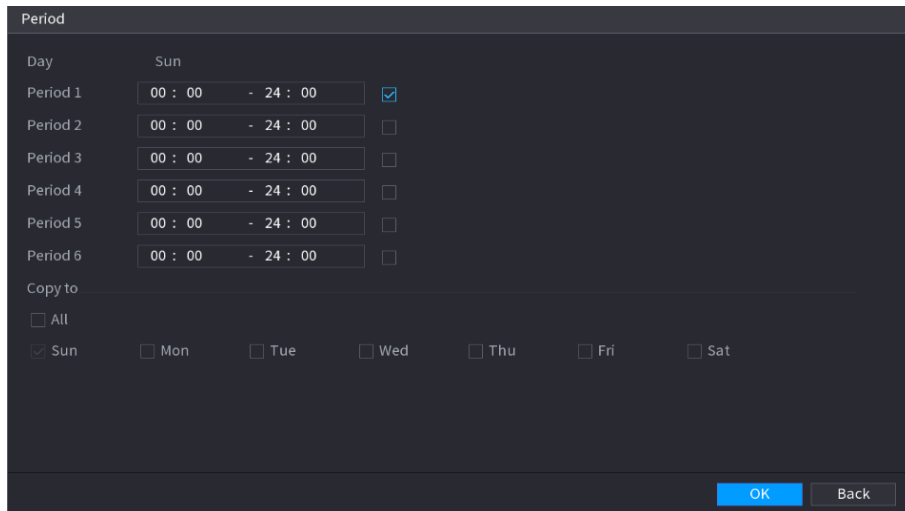 Period
Day Sun
Period 1 00 : 00 - 24 : 00
Period 2 00 : 00 - 24 : 00
Period 3 00 : 00 - 24 : 00
Period 4 00 : 00 - 24 : 00
Period 5 00 : 00 - 24 : 00
Period 6 00 : 00 - 24 : 00
Copy to
All
Sun Mon Tue Wed Thu Fri Sat
OK Back